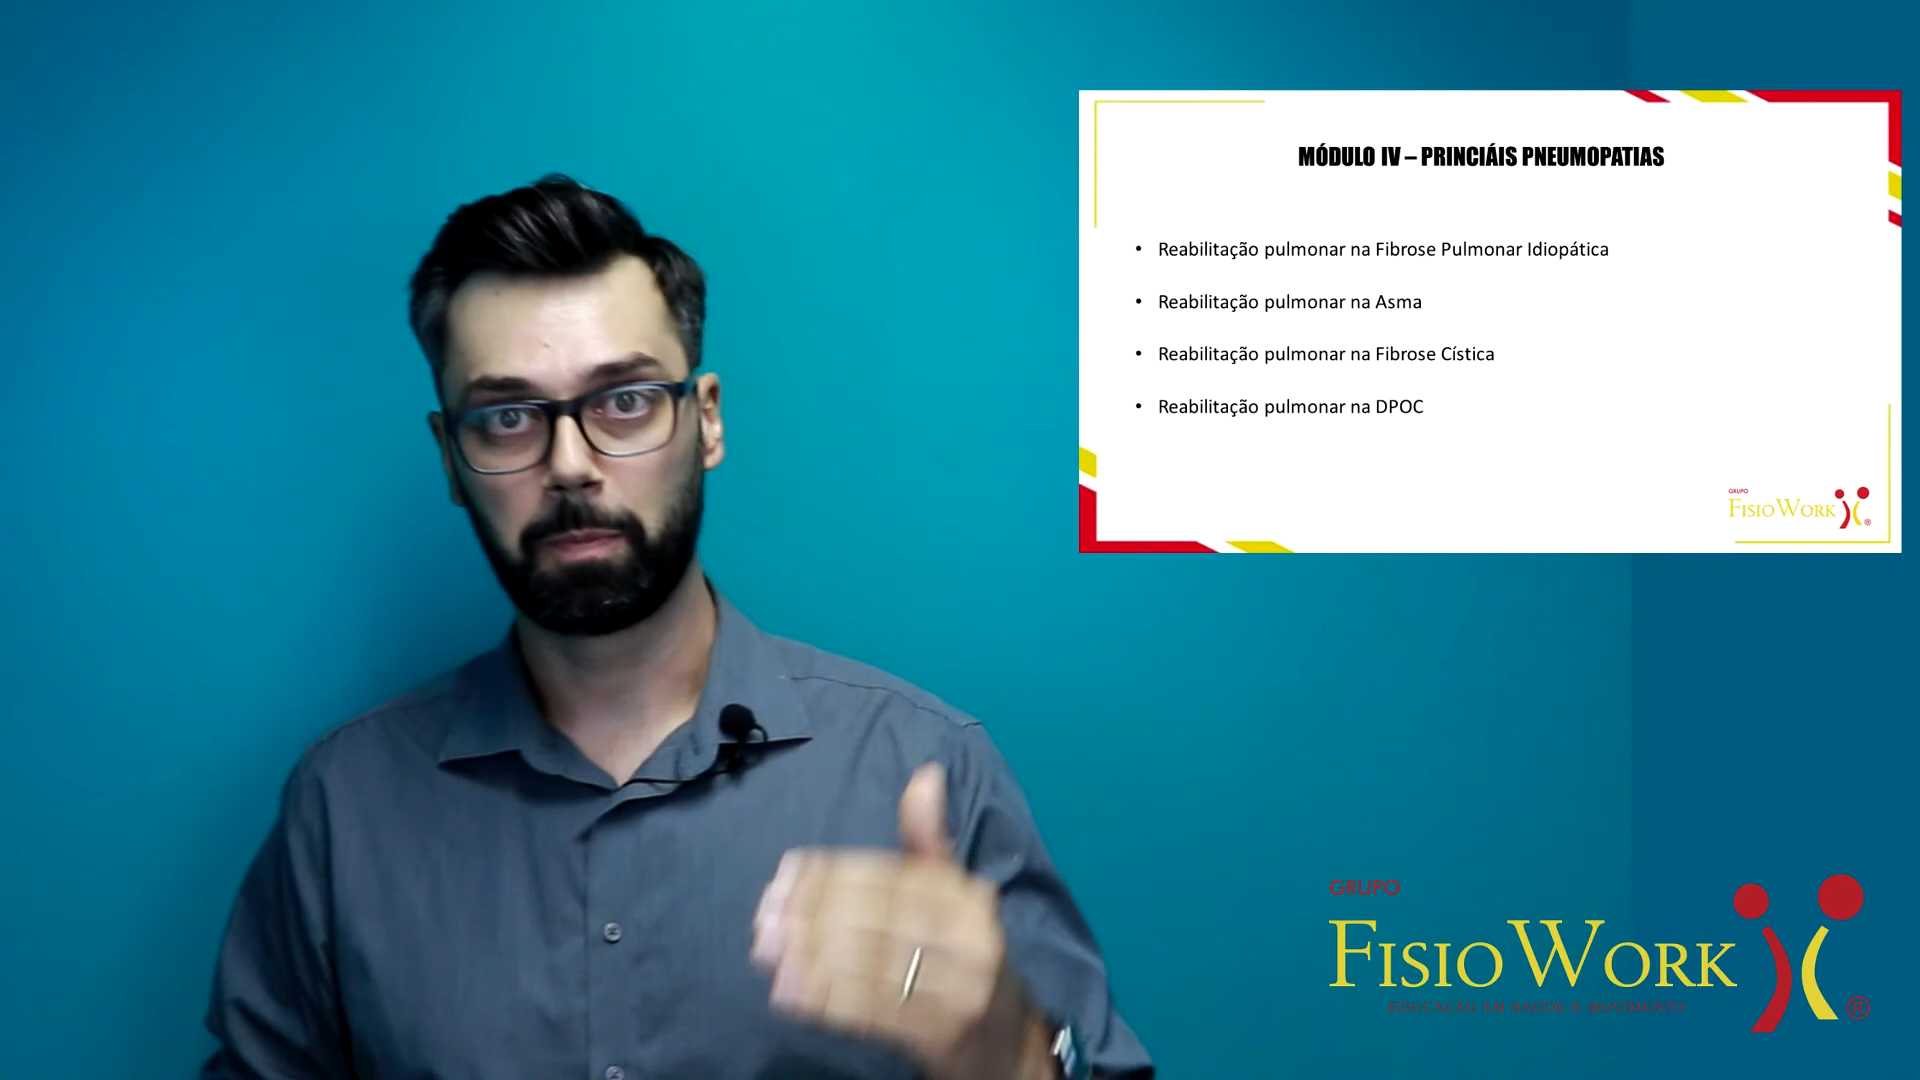 MÓDULO IV – PRINCIÁIS PNEUMOPATIAS
• Reabilitação pulmonar na Fibrose Pulmonar Idiopática
• Reabilitação pulmonar na Asma
• Reabilitação pulmonar na Fibrose Cística
• Reabilitação pulmonar na DPOC
GRUPO
FISIOWORK ®
GRUPO
FISIOWORK
EDUCAÇÃO EM SAÚDE E MOVIMENTO ®